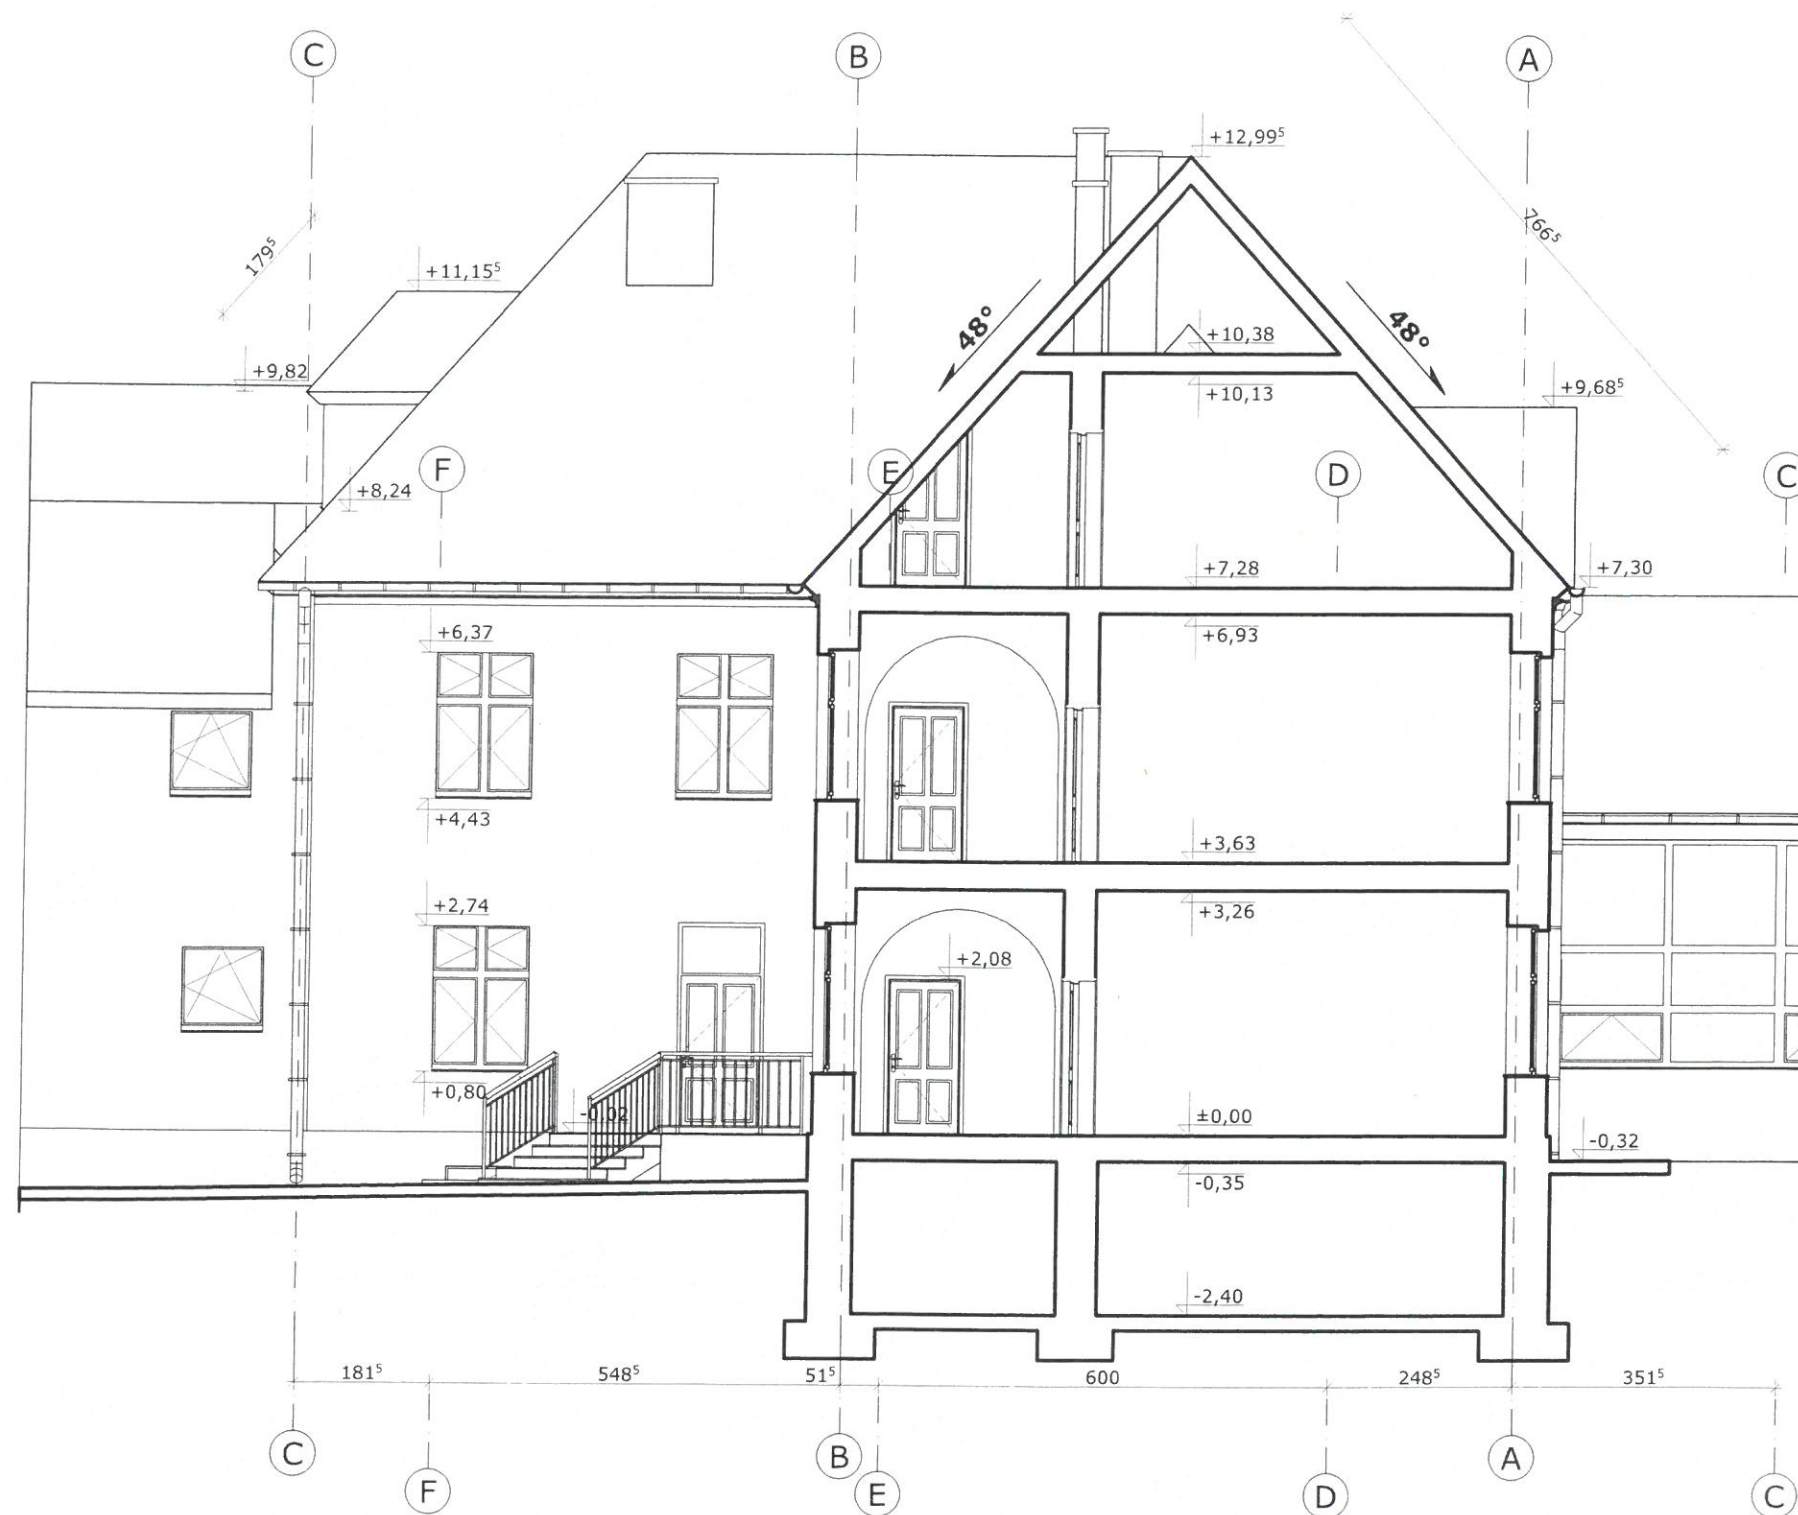 C
B
A
+12,99⁵
179⁵
766⁵
+11,15⁵
48°
48°
+10,38
+9,82
+10,13
+9,68⁵
F
E
D
C
+8,24
+7,28
+7,30
+6,37
+6,93
+4,43
+3,63
+2,74
+3,26
+2,08
+0,80
-0,02
±0,00
-0,32
-0,35
-2,40
181⁵
548⁵
51⁵
600
248⁵
351⁵
C
B
A
F
E
D
C